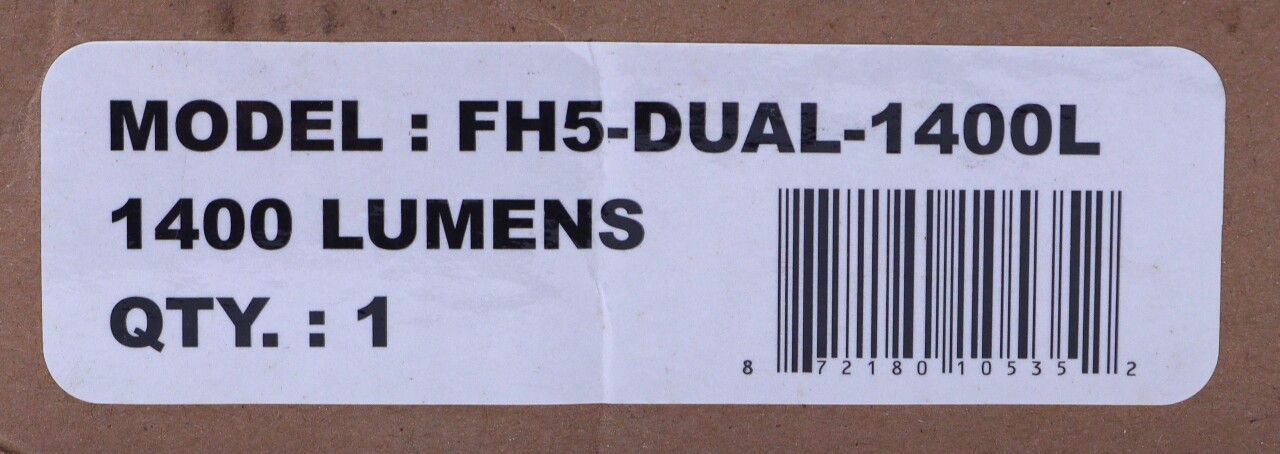 MODEL : FH5-DUAL-1400L
1400 LUMENS
QTY. : 1
8 72180 10535 2